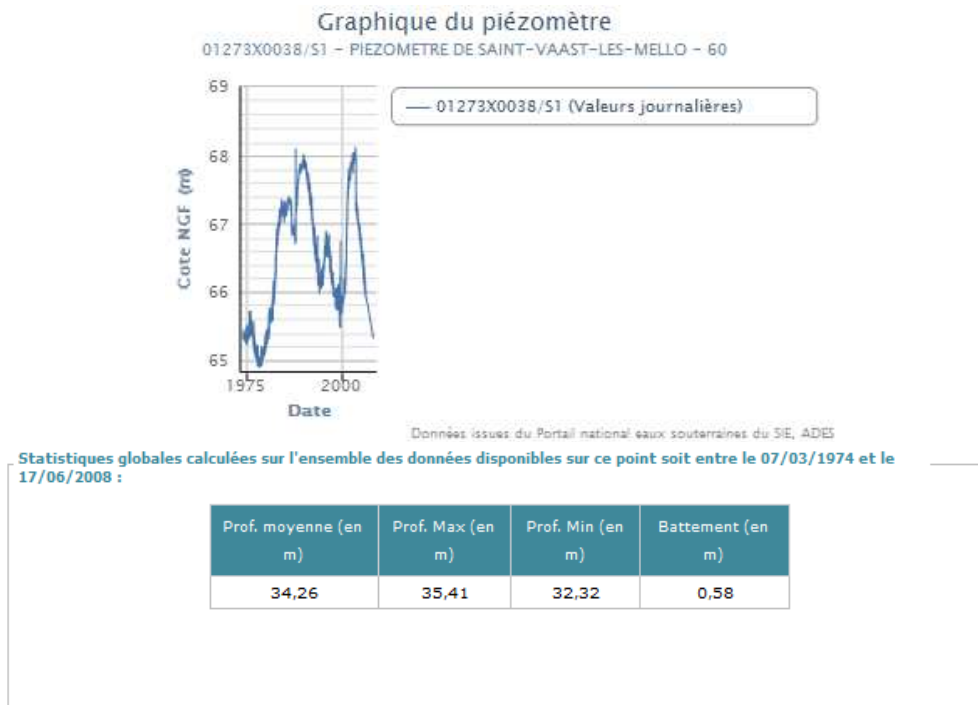 Graphique du piézomètre
01273X0038/S1 - PIEZOMETRE DE SAINT-VAAST-LES-MELLO - 60
69
68
67
66
65
Cote NGF (m)
1975 2000
Date
01273X0038/S1 (Valeurs journalières)
Données issues du Portail national eaux souterraines du SIE, ADES
Statistiques globales calculées sur l'ensemble des données disponibles sur ce point soit entre le 07/03/1974 et le
17/06/2008 :
Prof. moyenne (en m) Prof. Max (en m) Prof. Min (en m) Battement (en m)
34,26 35,41 32,32 0,58